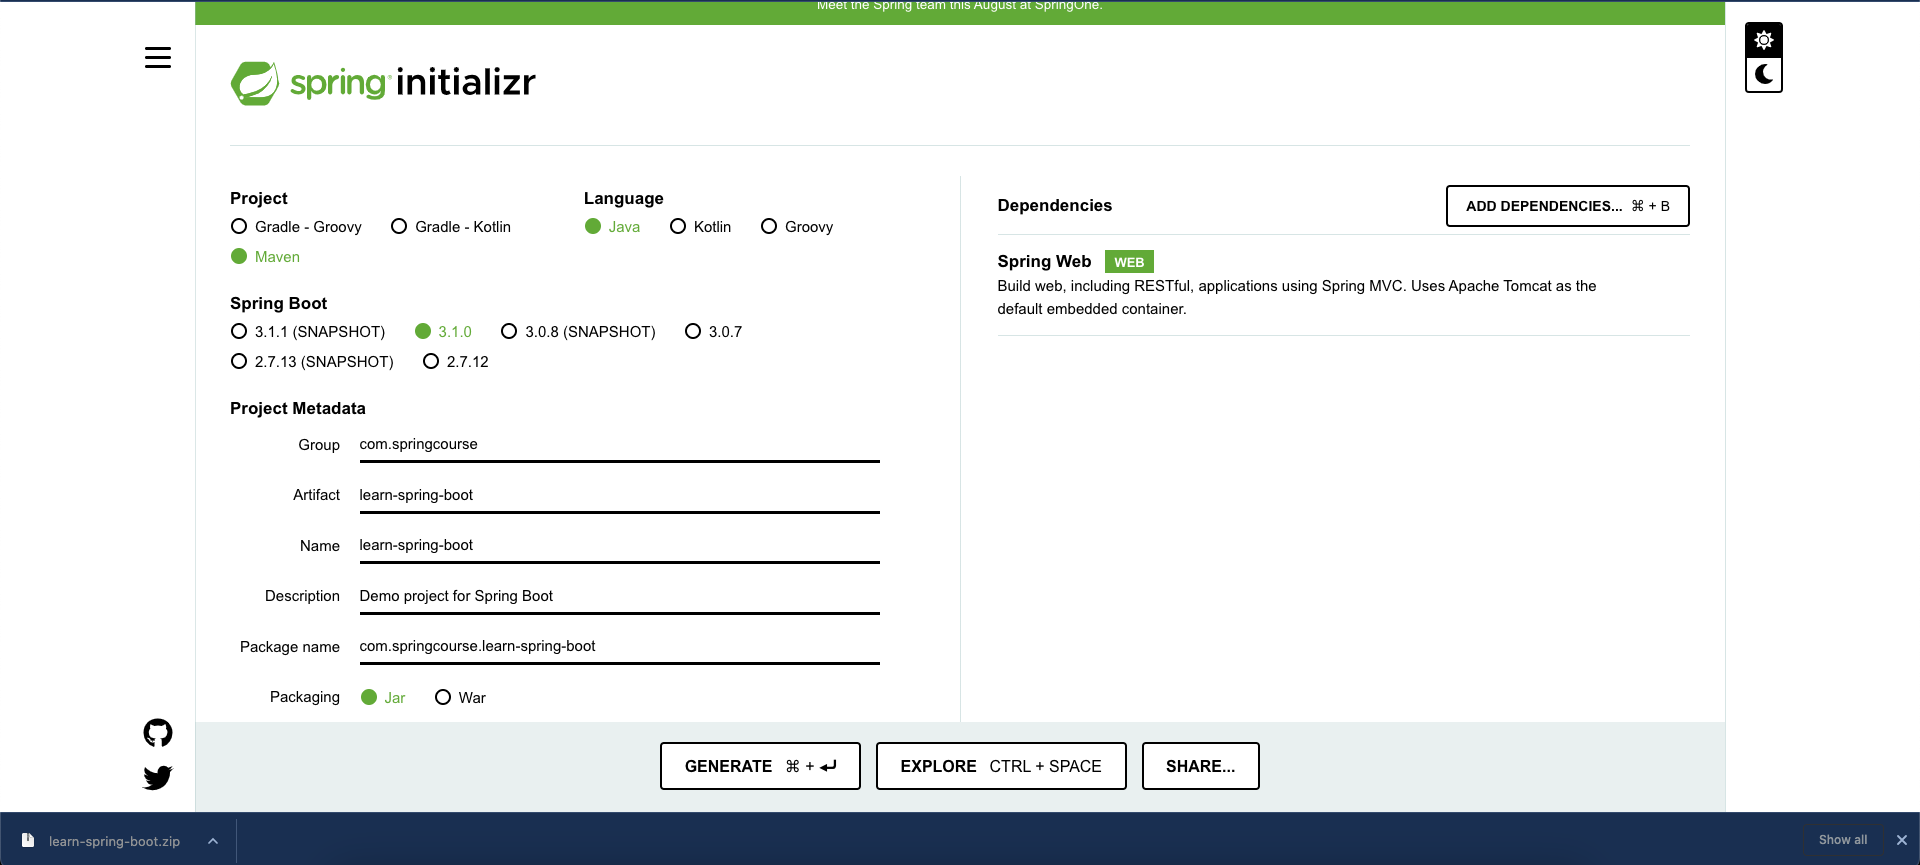 Meet the Spring team this August at SpringOne.
spring initializr
Project
Gradle - Groovy Gradle - Kotlin
Maven
Language
Java Kotlin Groovy
Spring Boot
3.1.1 (SNAPSHOT) 3.1.0 3.0.8 (SNAPSHOT) 3.0.7
2.7.13 (SNAPSHOT) 2.7.12
Project Metadata
Group com.springcourse
Artifact learn-spring-boot
Name learn-spring-boot
Description Demo project for Spring Boot
Package name com.springcourse.learn-spring-boot
Packaging Jar War
Dependencies
ADD DEPENDENCIES... ⌘ + B
Spring Web WEB
Build web, including RESTful, applications using Spring MVC. Uses Apache Tomcat as the
default embedded container.
GENERATE ⌘ + ⏎
EXPLORE CTRL + SPACE
SHARE...
learn-spring-boot.zip
Show all